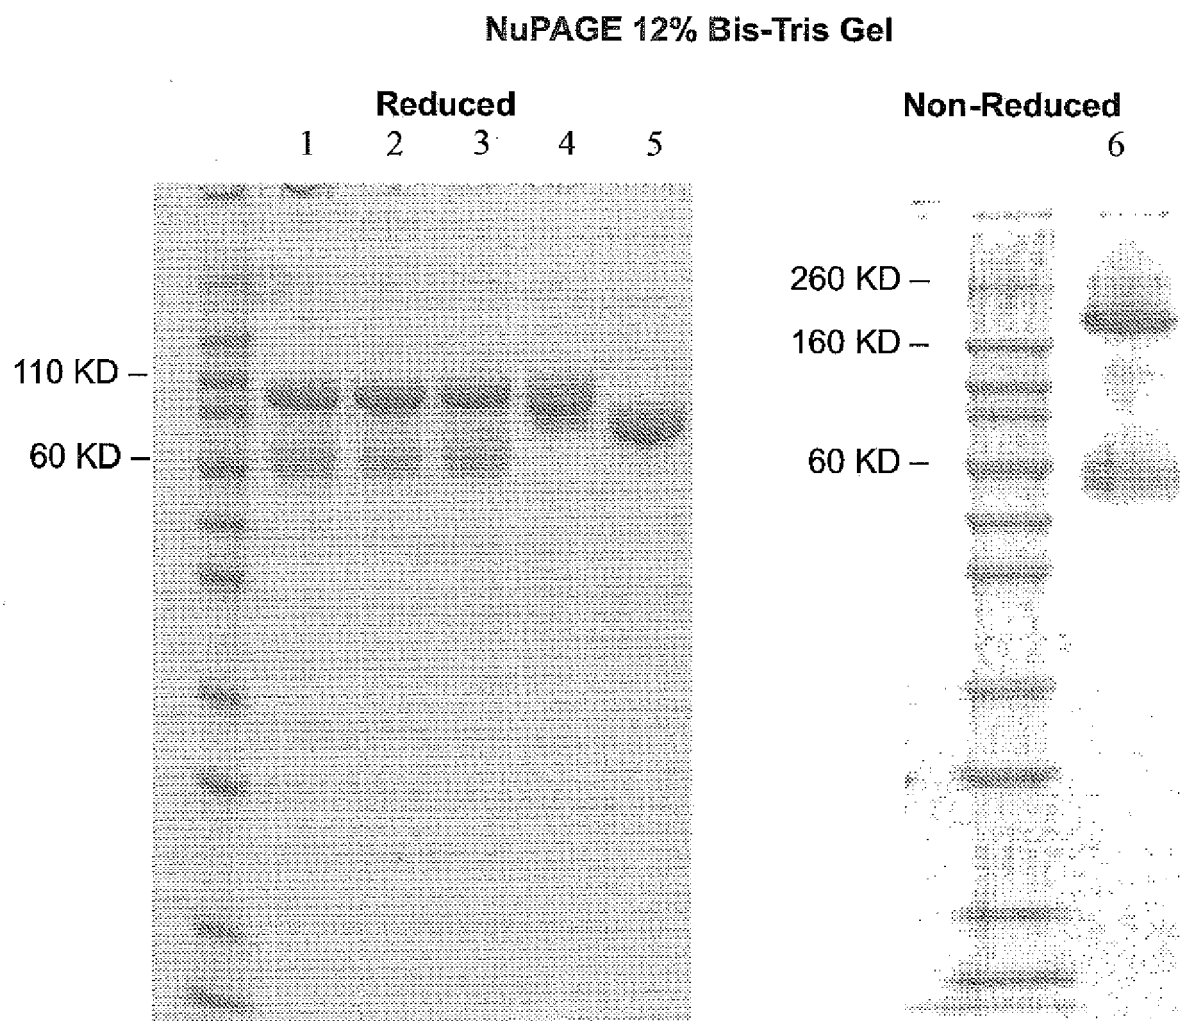 NuPAGE 12% Bis-Tris Gel
Reduced
1 2 3 4 5
110 KD –
60 KD –
Non-Reduced
6
260 KD –
160 KD –
60 KD –